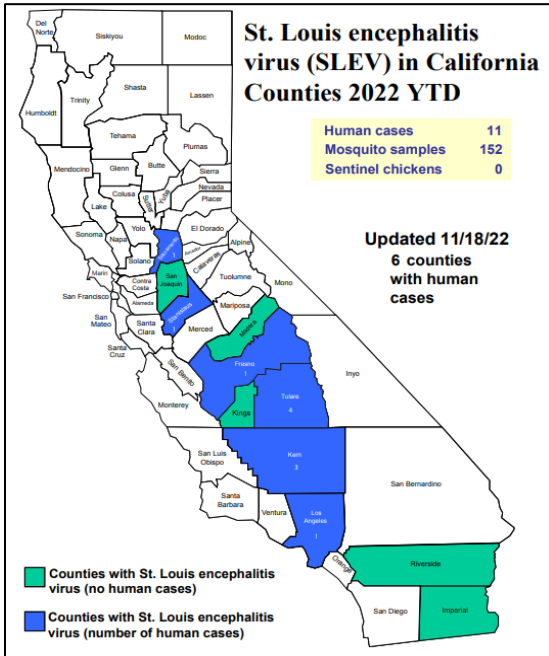 St. Louis encephalitis
virus (SLEV) in California
Counties 2022 YTD
Human cases 11
Mosquito samples 152
Sentinel chickens 0
Updated 11/18/22
6 counties
with human
cases
Del
Norte
Siskiyou
Modoc
Humboldt
Trinity
Shasta
Lassen
Tehama
Plumas
Mendocino
Glenn
Butte
Sierra
Nevada
Placer
Colusa
Lake
Sutter
Yuba
Yolo
El Dorado
Alpine
Sonoma
Napa
Solano
Sacramento
1
Amador
Calaveras
Marin
Contra
Costa
San
Joaquin
Tuolumne
Mono
San Francisco
Alameda
Stanislaus
Mariposa
San
Mateo
Santa
Clara
Merced
Madera
Santa
Cruz
San Benito
Fresno
1
Inyo
Monterey
Kings
Tulare
4
San Luis
Obispo
Kern
3
San Bernardino
Santa
Barbara
Ventura
Los
Angeles
1
Orange
Riverside
San Diego
Imperial
Counties with St. Louis encephalitis
virus (no human cases)
Counties with St. Louis encephalitis
virus (number of human cases)